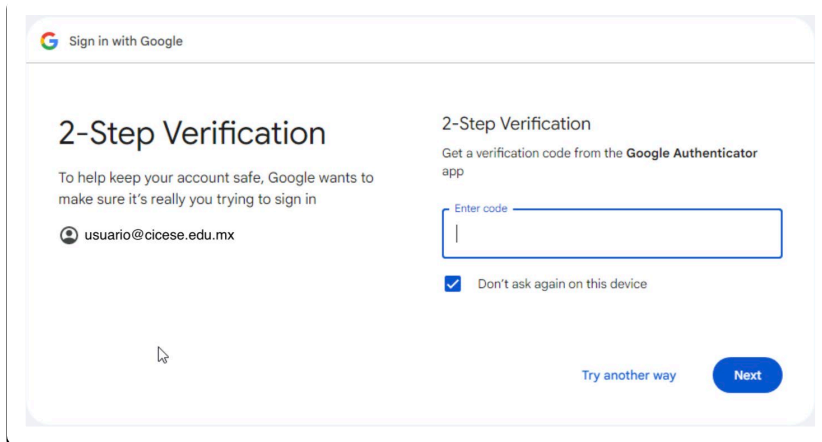 Sign in with Google
2-Step Verification
To help keep your account safe, Google wants to
make sure it's really you trying to sign in
usuario@cicese.edu.mx
2-Step Verification
Get a verification code from the Google Authenticator
app
Enter code
Don't ask again on this device
Try another way
Next